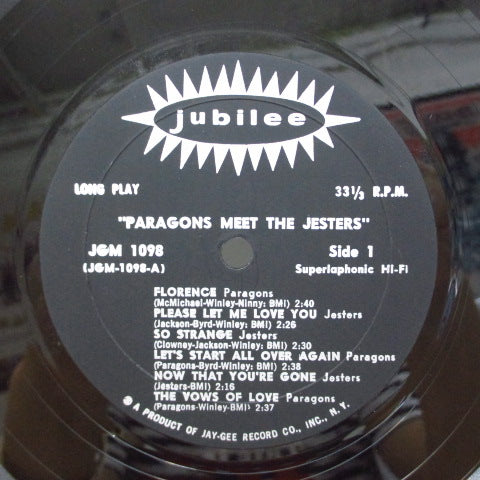 jubilee
LONG PLAY 33⅓ R.P.M.
"PARAGONS MEET THE JESTERS"
JGM 1098 Side 1
(JGM-1098-A) Superlaphonic Hi-Fi
FLORENCE Paragons
(McMichael-Winley-Ninny: BMI) 2:40
PLEASE LET ME LOVE YOU Jesters
(Jackson-Byrd-Winley: BMI) 2:26
SO STRANGE Jesters
(Clowney-Jackson-Winley: BMI) 2:30
LET'S START ALL OVER AGAIN Paragons
(Paragons-Byrd-Winley: BMI) 2:38
NOW THAT YOU'RE GONE Jesters
(Jesters-BMI) 2:16
THE VOWS OF LOVE Paragons
(Paragons-Winley-BMI) 2:37
A PRODUCT OF JAY-GEE RECORD CO., INC., N. Y.